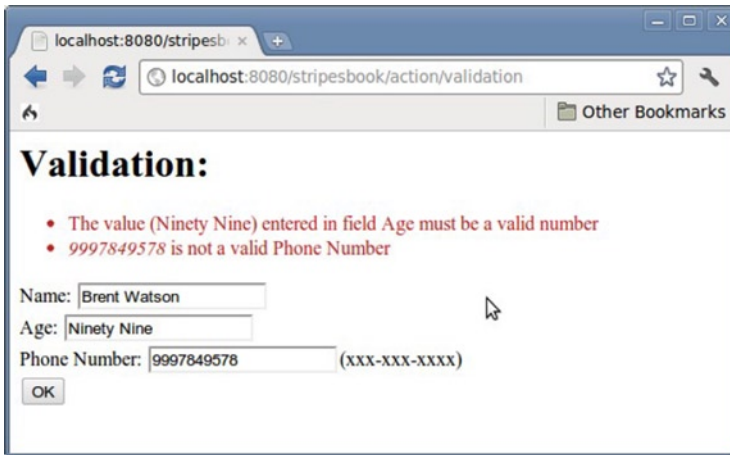 localhost:8080/stripesb
localhost:8080/stripesbook/action/validation
Other Bookmarks
Validation:
• The value (Ninety Nine) entered in field Age must be a valid number
• 9997849578 is not a valid Phone Number
Name: Brent Watson
Age: Ninety Nine
Phone Number: 9997849578 (xxx-xxx-xxxx)
OK